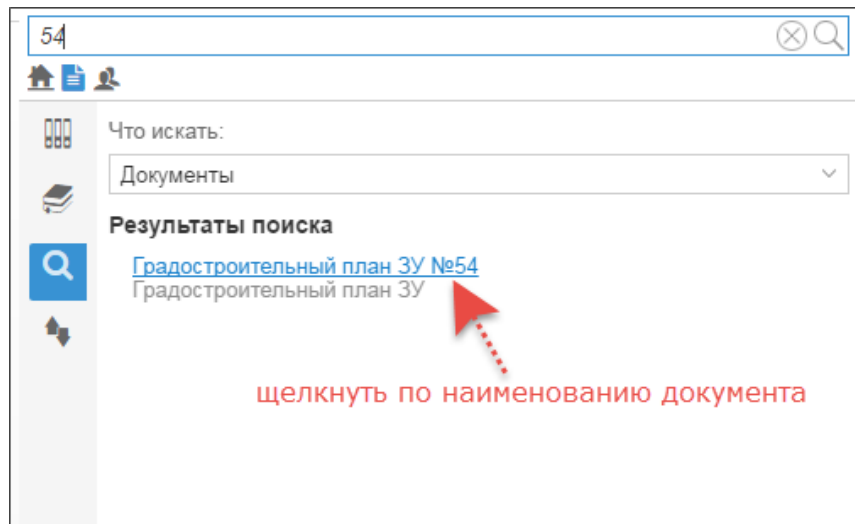 54
Что искать:
Документы
Результаты поиска
Градостроительный план ЗУ №54
Градостроительный план ЗУ
щелкнуть по наименованию документа